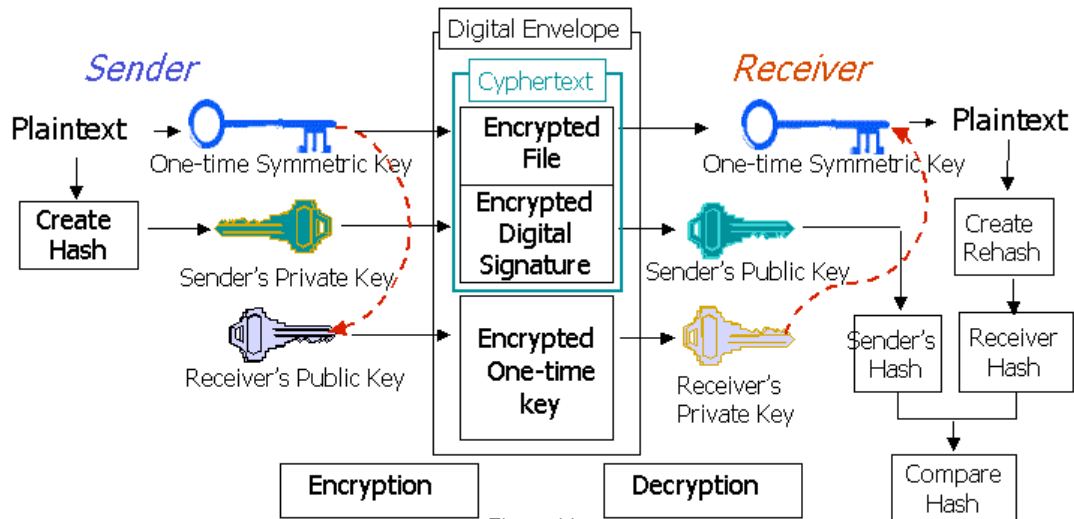 Digital Envelope
Sender
Cyphertext
Receiver
Plaintext
One-time Symmetric Key
Encrypted
File
One-time Symmetric Key
Plaintext
Create
Hash
Sender's Private Key
Encrypted
Digital
Signature
Sender's Public Key
Create
Rehash
Receiver's Public Key
Encrypted
One-time
key
Receiver's
Private Key
Sender's
Hash
Receiver
Hash
Encryption
Decryption
Compare
Hash